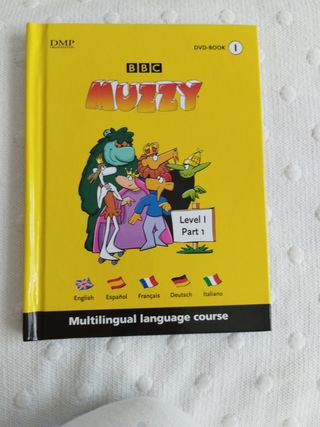 DMP
DVD-BOOK 1
BBC
MUZZY
Level I
Part 1
English Español Français Deutsch Italiano
Multilingual language course